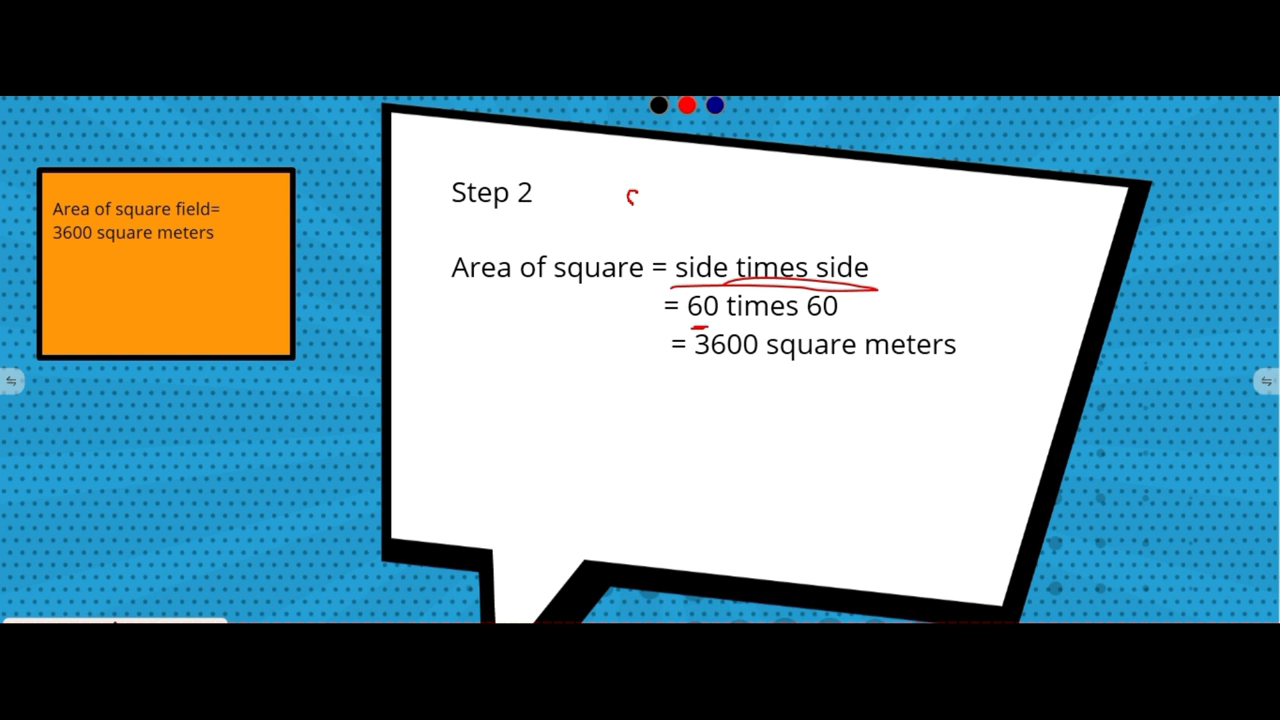 Area of square field=
3600 square meters
Step 2
Area of square = side times side
= 60 times 60
= 3600 square meters